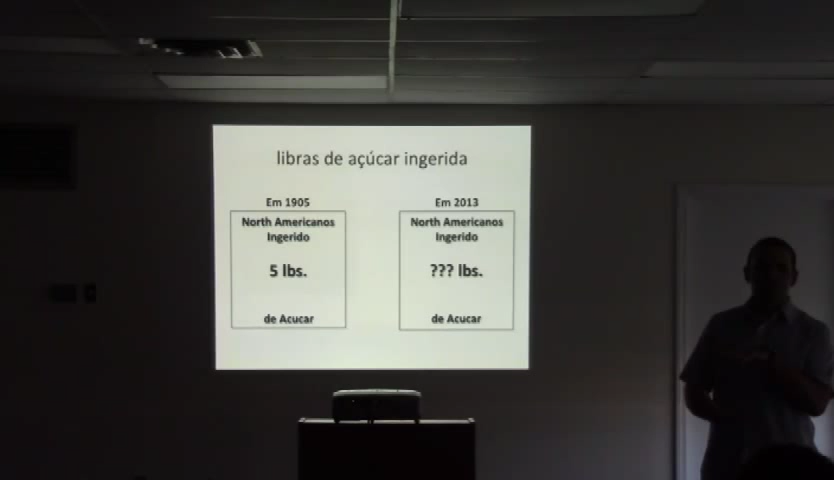 libras de açúcar ingerida
Em 1905
North Americanos
Ingerido
5 lbs.
de Acucar
Em 2013
North Americanos
Ingerido
??? lbs.
de Acucar